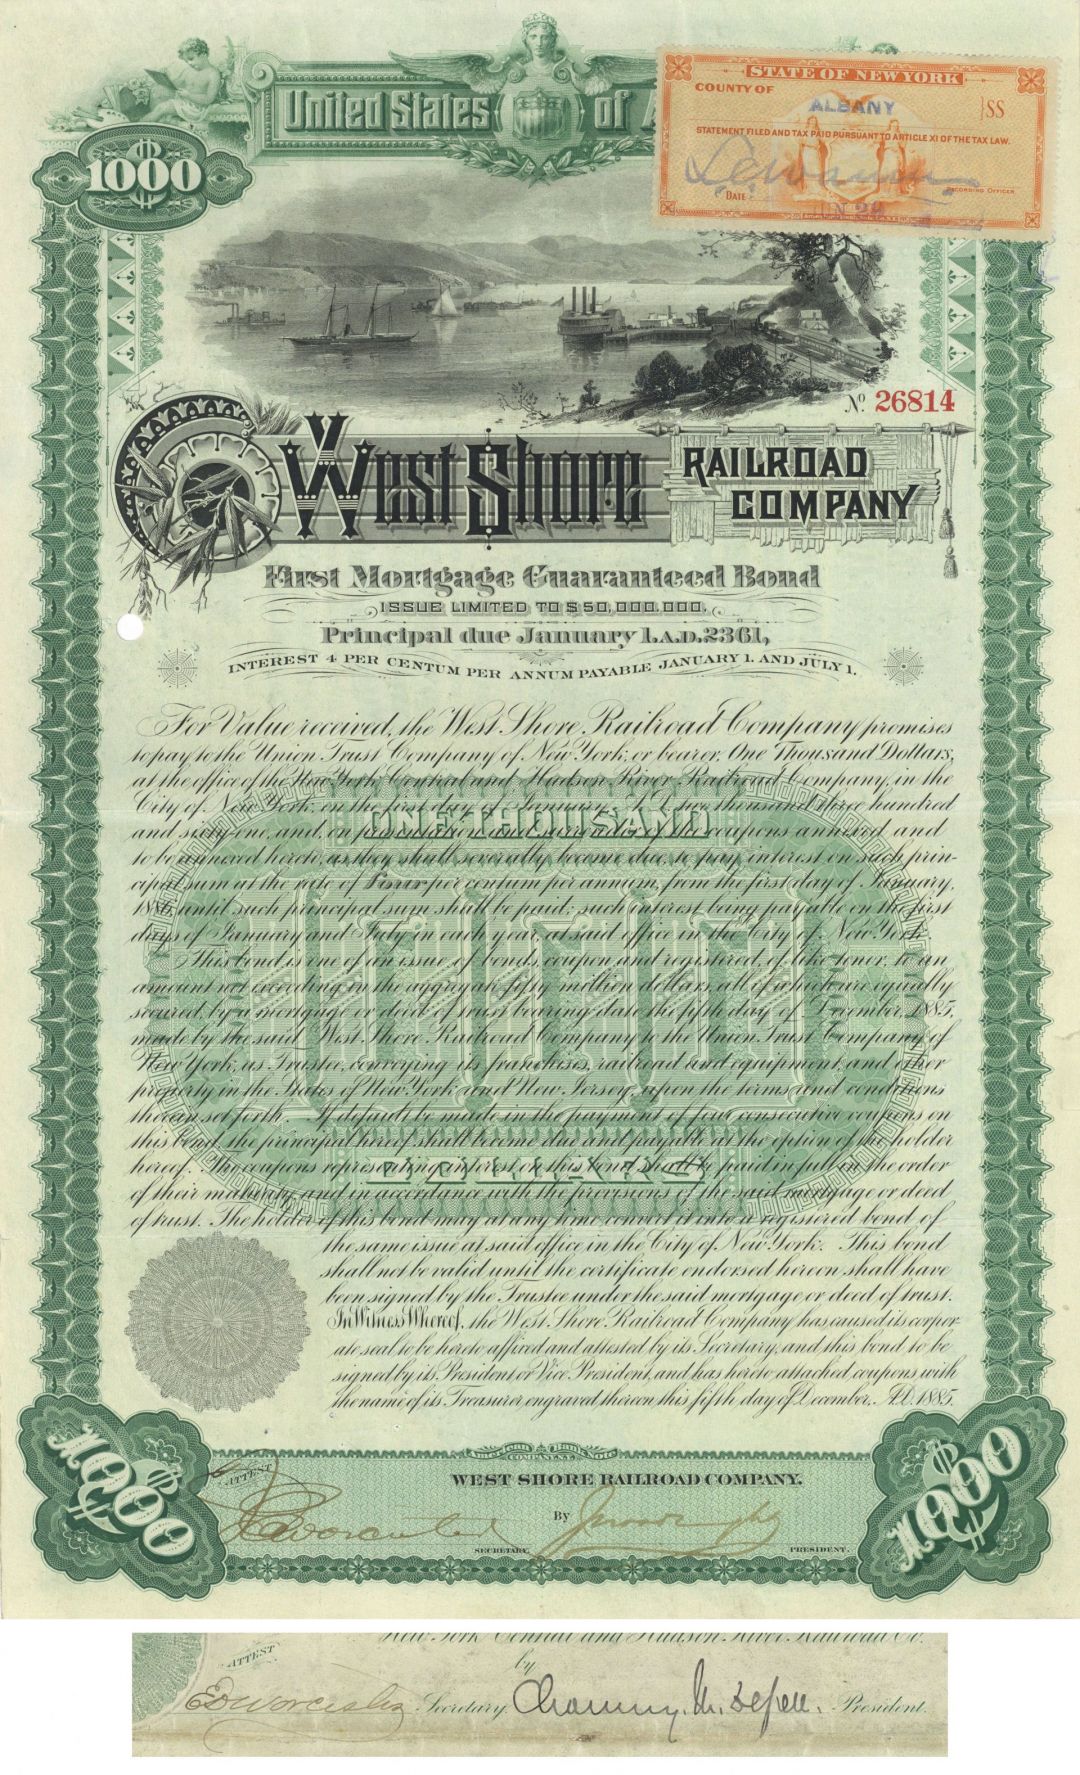 United States of
1000
STATE OF NEW YORK
COUNTY OF
ALBANY
}SS
STATEMENT FILED AND TAX PAID PURSUANT TO ARTICLE XI OF THE TAX LAW.
DATE
RECORDING OFFICER
No 26814
West Shore RAILROAD COMPANY
First Mortgage Guaranteed Bond
ISSUE LIMITED TO $50,000,000.
Principal due January 1. A.D. 2361,
INTEREST 4 PER CENTUM PER ANNUM PAYABLE JANUARY 1. AND JULY 1.
For Value received, the West Shore Railroad Company promises
to pay to the Union Trust Company of New York, or bearer, One Thousand Dollars,
at the office of the New York Central and Hudson River Railroad Company, in the
City of New York, on the first day of January, A.D. two thousand three hundred
and sixty-one, and, on presentation and surrender of the coupons annexed and
to be annexed hereto, as they shall severally become due, to pay interest on such prin-
cipal sum at the rate of Four per centum per annum, from the first day of January,
1886, until such principal sum shall be paid; such interest being payable on the first
days of January and July in each year, at said office in the City of New York.
This bond is one of an issue of bonds, coupon and registered, of like tenor, to an
amount not exceeding in the aggregate fifty million dollars, all of which are equally
secured by a mortgage or deed of trust bearing date the fifth day of December, 1885,
made by the said West Shore Railroad Company to the Union Trust Company of
New York, as Trustee, conveying its franchises, railroad and equipment, and other
property in the States of New York and New Jersey, upon the terms and conditions
therein set forth. If default be made in the payment of four consecutive coupons on
this bond, the principal hereof shall become due and payable at the option of the holder
hereof. The coupons representing interest on this bond shall be paid in full in the order
of their maturity, and in accordance with the provisions of the said mortgage or deed
of trust. The holder of this bond may at any time convert it into a registered bond of
the same issue at said office in the City of New York. This bond
shall not be valid until the certificate endorsed hereon shall have
been signed by the Trustee under the said mortgage or deed of trust.
In Witness Whereof, the West Shore Railroad Company has caused its corpor-
ate seal to be hereto affixed and attested by its Secretary, and this bond to be
signed by its President or Vice President, and has hereto attached coupons with
the name of its Treasurer engraved thereon this fifth day of December, A.D. 1885.
ONE THOUSAND
1000
DOLLARS
American Bank Note
COMPANY N.Y.
ATTEST
WEST SHORE RAILROAD COMPANY.
E D Worcester
By
SECRETARY.
PRESIDENT.
$1000
$1000
New York Central and Hudson River Railroad Co.
ATTEST
by
E D Worcester Secretary. Chauncey M. Depew. President.